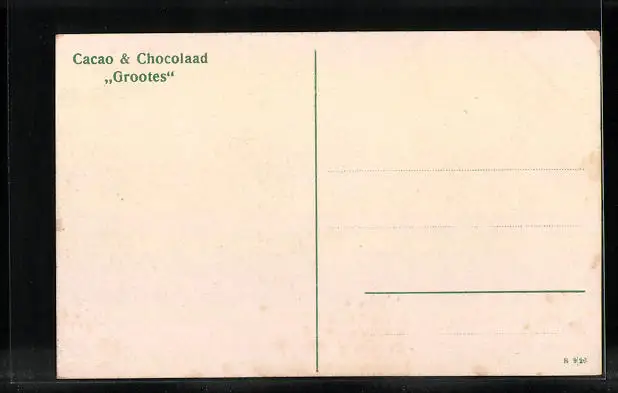 Cacao & Chocolaad
„Grootes“